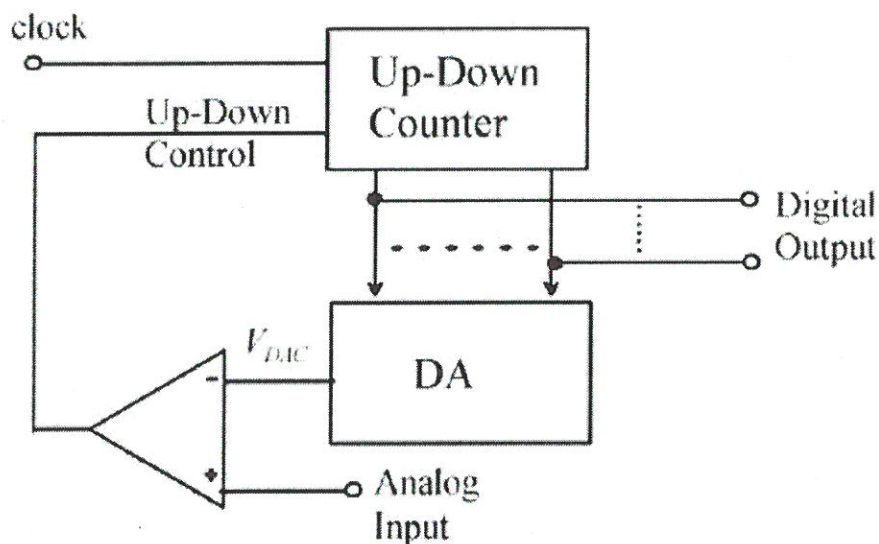 clock
Up-Down
Counter
Up-Down
Control
Digital
Output
V_DAC
DA
-
+
Analog
Input